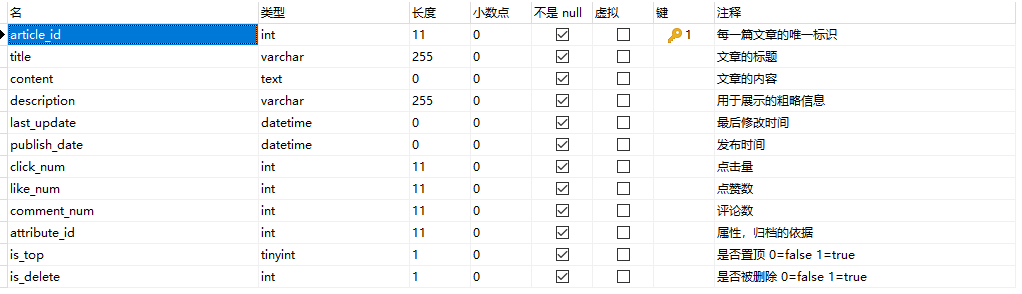 名 类型 长度 小数点 不是 null 虚拟 键 注释
article_id int 11 0 1 每一篇文章的唯一标识
title varchar 255 0 文章的标题
content text 0 0 文章的内容
description varchar 255 0 用于展示的粗略信息
last_update datetime 0 0 最后修改时间
publish_date datetime 0 0 发布时间
click_num int 11 0 点击量
like_num int 11 0 点赞数
comment_num int 11 0 评论数
attribute_id int 11 0 属性，归档的依据
is_top tinyint 1 0 是否置顶 0=false 1=true
is_delete int 1 0 是否被删除 0=false 1=true